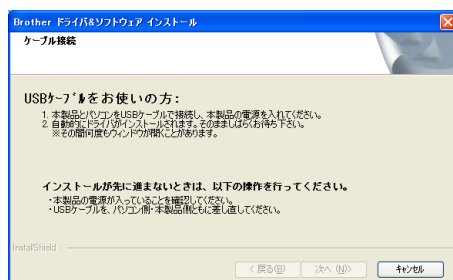 Brother ドライバ&ソフトウェア インストール
ケーブル接続
USBｹｰﾌﾞﾙをお使いの方:
1. 本製品とパソコンをUSBケーブルで接続し、本製品の電源を入れてください。
2. 自動的にドライバがインストールされます。そのまましばらくお待ち下さい。
※その間何度もウィンドウが開くことがあります。
インストールが先に進まないときは、以下の操作を行ってください。
・本製品の電源が入っていることを確認してください。
・USBケーブルを、パソコン側・本製品側ともに差し直してください。
InstallShield
< 戻る(B)
次へ (N)>
キャンセル